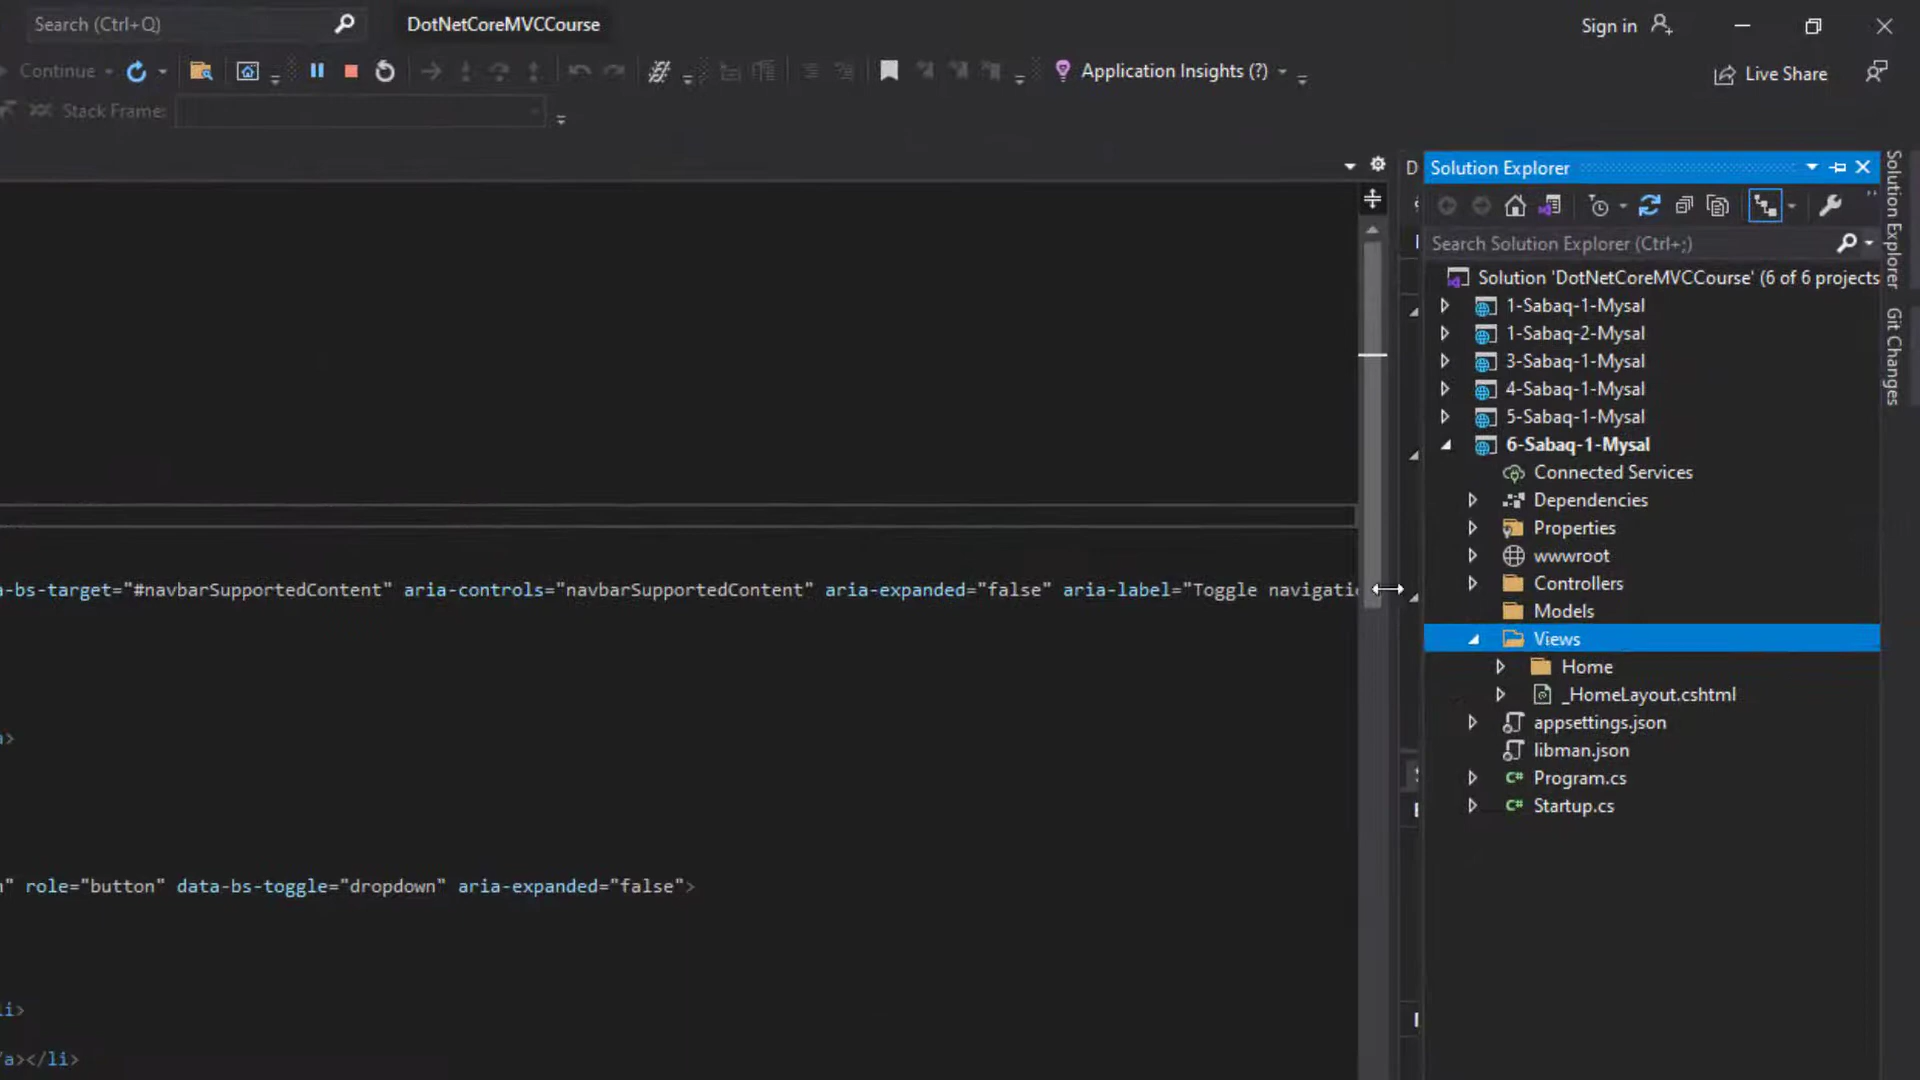 Search (Ctrl+Q)
DotNetCoreMVCCourse
Sign in
Continue
Application Insights (?)
Live Share
Stack Frame:
Solution Explorer
Search Solution Explorer (Ctrl+;)
Solution 'DotNetCoreMVCCourse' (6 of 6 projects
1-Sabaq-1-Mysal
1-Sabaq-2-Mysal
3-Sabaq-1-Mysal
4-Sabaq-1-Mysal
5-Sabaq-1-Mysal
6-Sabaq-1-Mysal
Connected Services
Dependencies
Properties
wwwroot
Controllers
Models
Views
Home
_HomeLayout.cshtml
appsettings.json
libman.json
Program.cs
Startup.cs
Solution Explorer
Git Changes
a-bs-target="#navbarSupportedContent" aria-controls="navbarSupportedContent" aria-expanded="false" aria-label="Toggle navigatio
a>
" role="button" data-bs-toggle="dropdown" aria-expanded="false">
li>
/a></li>